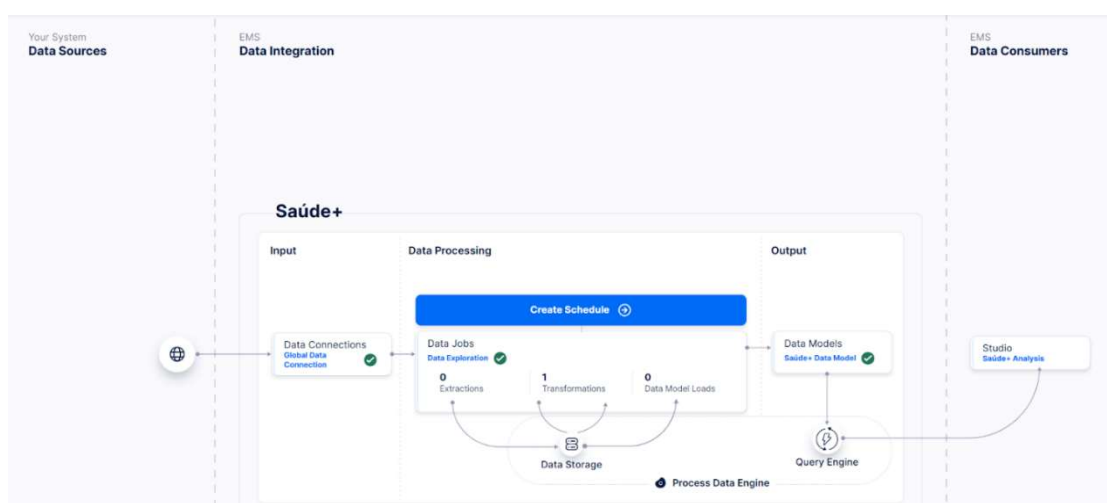 Your System
Data Sources
EMS
Data Integration
EMS
Data Consumers
Saúde+
Input
Data Processing
Output
Create Schedule
Data Connections
Global Data
Connection
Data Jobs
Data Exploration
0
Extractions
1
Transformations
0
Data Model Loads
Data Models
Saúde+ Data Model
Studio
Saúde+ Analysis
Data Storage
Query Engine
Process Data Engine